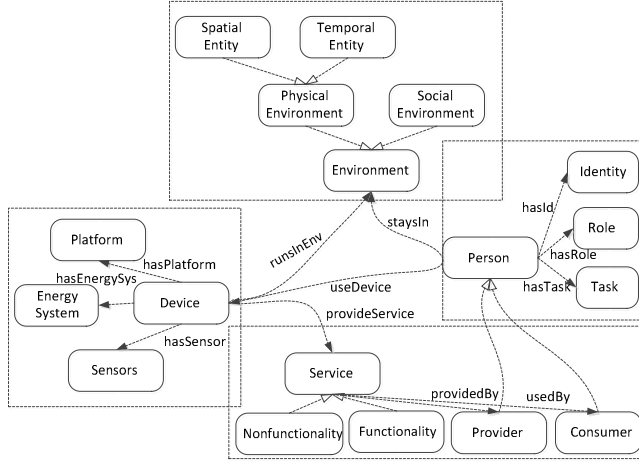 Spatial
Entity
Temporal
Entity
Physical
Environment
Social
Environment
Environment
Identity
hasId
staysIn
Role
Platform
runsInEnv
Person
hasRole
hasPlatform
hasEnergySys
hasTask
Task
Energy
System
Device
useDevice
provideService
hasSensor
Sensors
Service
providedBy
usedBy
Nonfunctionality
Functionality
Provider
Consumer